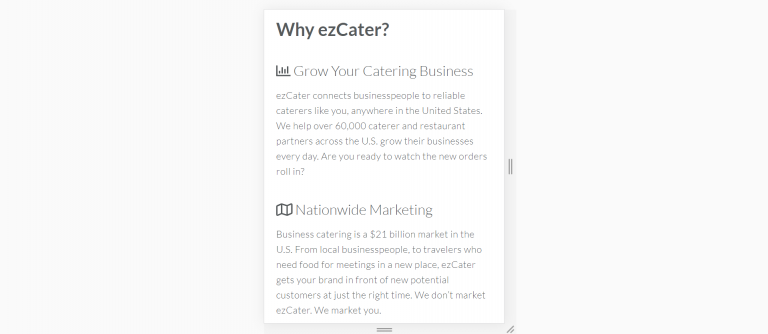 Why ezCater?
Grow Your Catering Business
ezCater connects businesspeople to reliable
caterers like you, anywhere in the United States.
We help over 60,000 caterer and restaurant
partners across the U.S. grow their businesses
every day. Are you ready to watch the new orders
roll in?
Nationwide Marketing
Business catering is a $21 billion market in the
U.S. From local businesspeople, to travelers who
need food for meetings in a new place, ezCater
gets your brand in front of new potential
customers at just the right time. We don't market
ezCater. We market you.